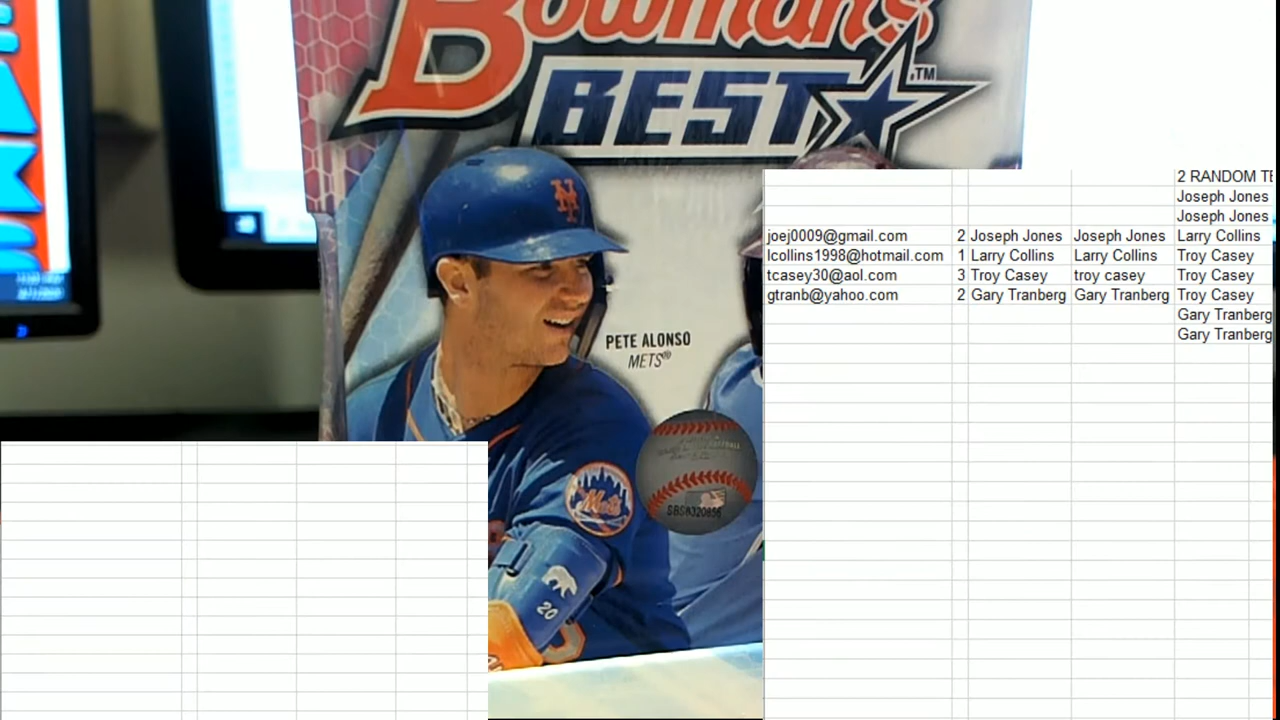 Bowman's
BEST
TM
PETE ALONSO
METS®
Mets
20
2 RANDOM TE
Joseph Jones
Joseph Jones
joej0009@gmail.com 2 Joseph Jones Joseph Jones Larry Collins
lcollins1998@hotmail.com 1 Larry Collins Larry Collins Troy Casey
tcasey30@aol.com 3 Troy Casey troy casey Troy Casey
gtranb@yahoo.com 2 Gary Tranberg Gary Tranberg Troy Casey
Gary Tranberg
Gary Tranberg